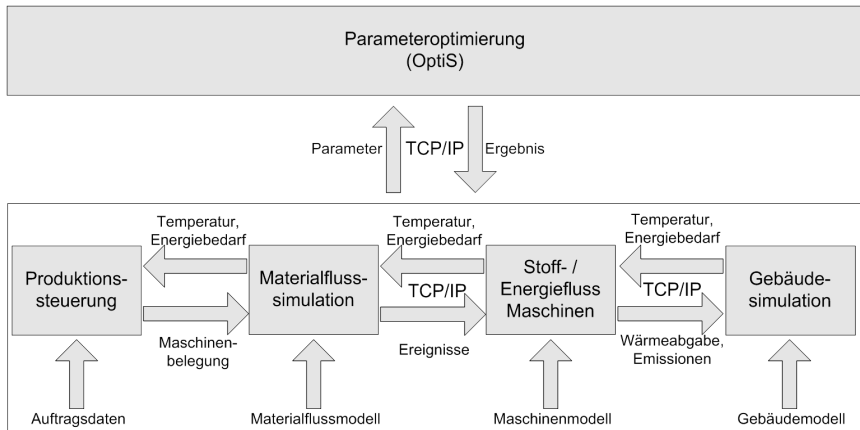 Parameteroptimierung
(OptiS)
Parameter
TCP/IP
Ergebnis
Temperatur,
Energiebedarf
Temperatur,
Energiebedarf
Temperatur,
Energiebedarf
Produktions-
steuerung
Materialfluss-
simulation
Stoff- /
Energiefluss
Maschinen
Gebäude-
simulation
TCP/IP
TCP/IP
Maschinen-
belegung
Ereignisse
Wärmeabgabe,
Emissionen
Auftragsdaten
Materialflussmodell
Maschinenmodell
Gebäudemodell